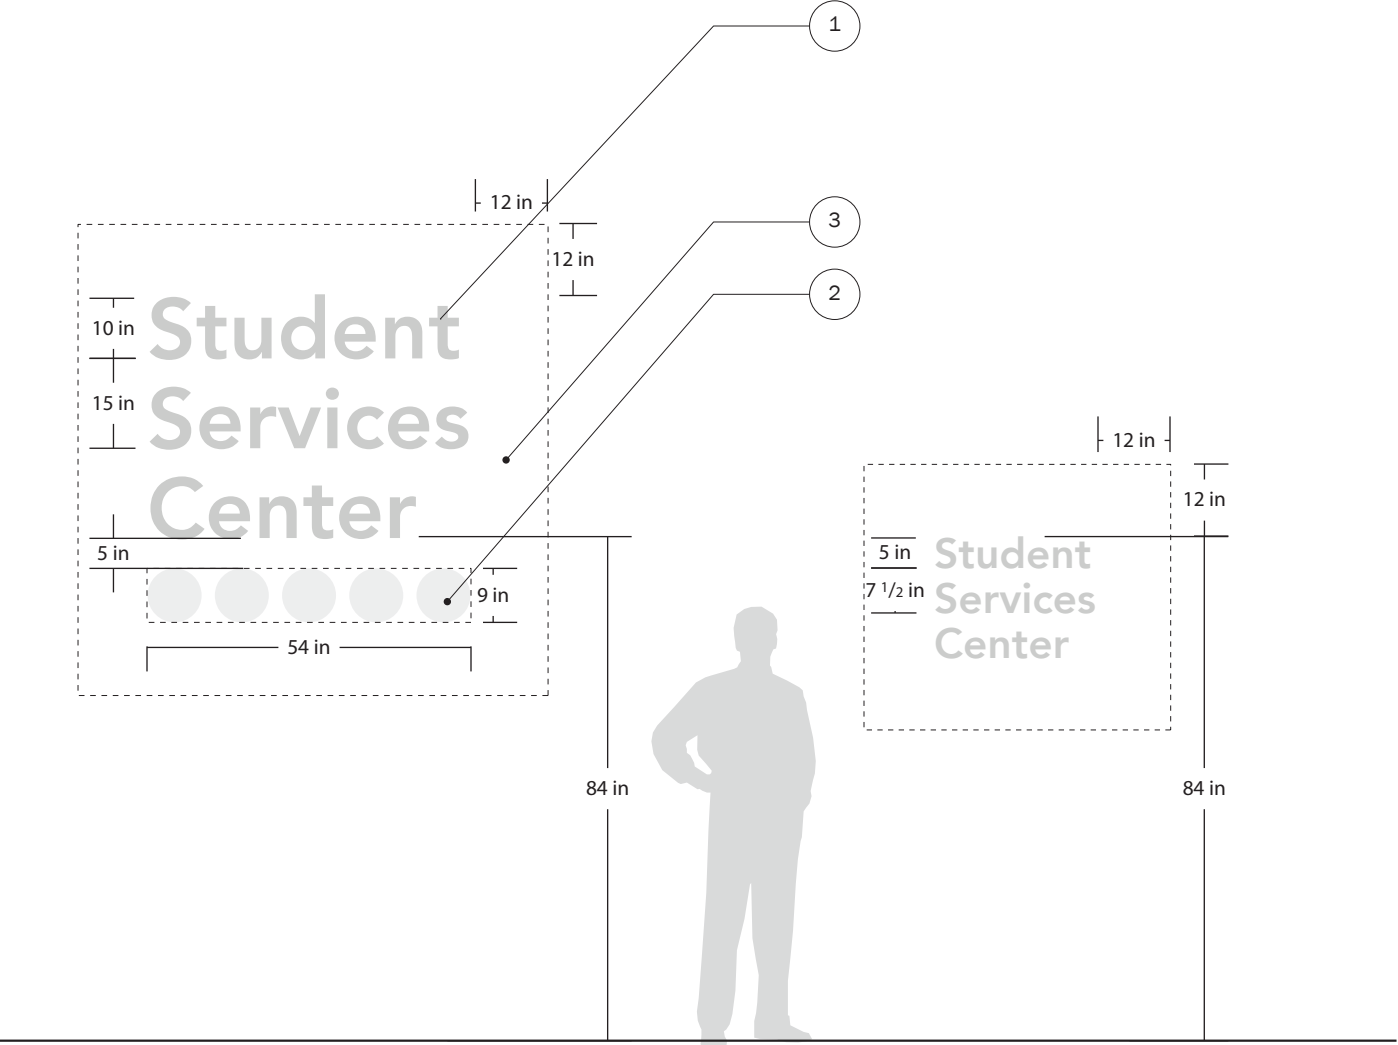 1
12 in
3
12 in
2
10 in
Student
15 in
Services
12 in
12 in
Center
5 in
9 in
54 in
5 in
Student
7 1/2 in
Services
Center
84 in
84 in